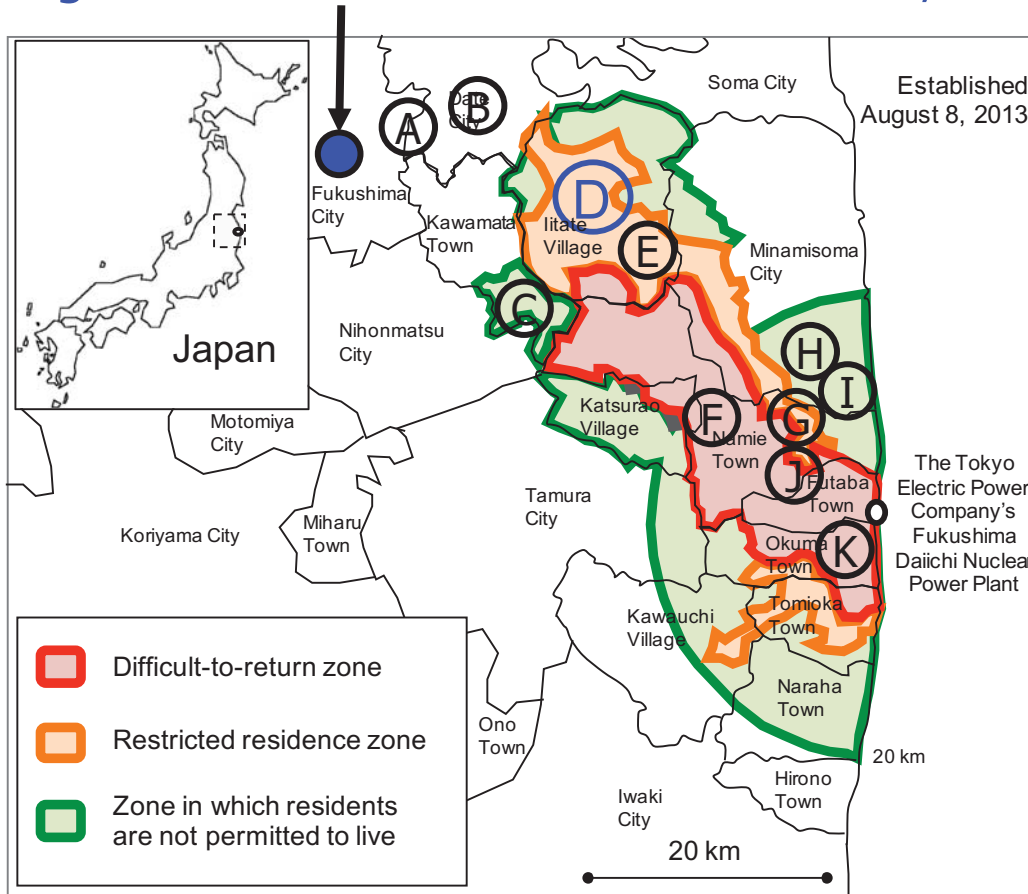 Soma City
Established
August 8, 2013
A
B
Date
City
Fukushima
City
Kawamata
Town
D
Iitate
Village
E
Minamisoma
City
C
Nihonmatsu
City
Japan
H
I
Katsurao
Village
F
G
Namie
Town
Motomiya
City
J
Futaba
Town
The Tokyo
Electric Power
Company's
Fukushima
Daiichi Nuclear
Power Plant
Tamura
City
Miharu
Town
Koriyama City
Okuma
Town
K
Kawauchi
Village
Tomioka
Town
Difficult-to-return zone
Restricted residence zone
Zone in which residents
are not permitted to live
Naraha
Town
Ono
Town
20 km
Hirono
Town
Iwaki
City
20 km